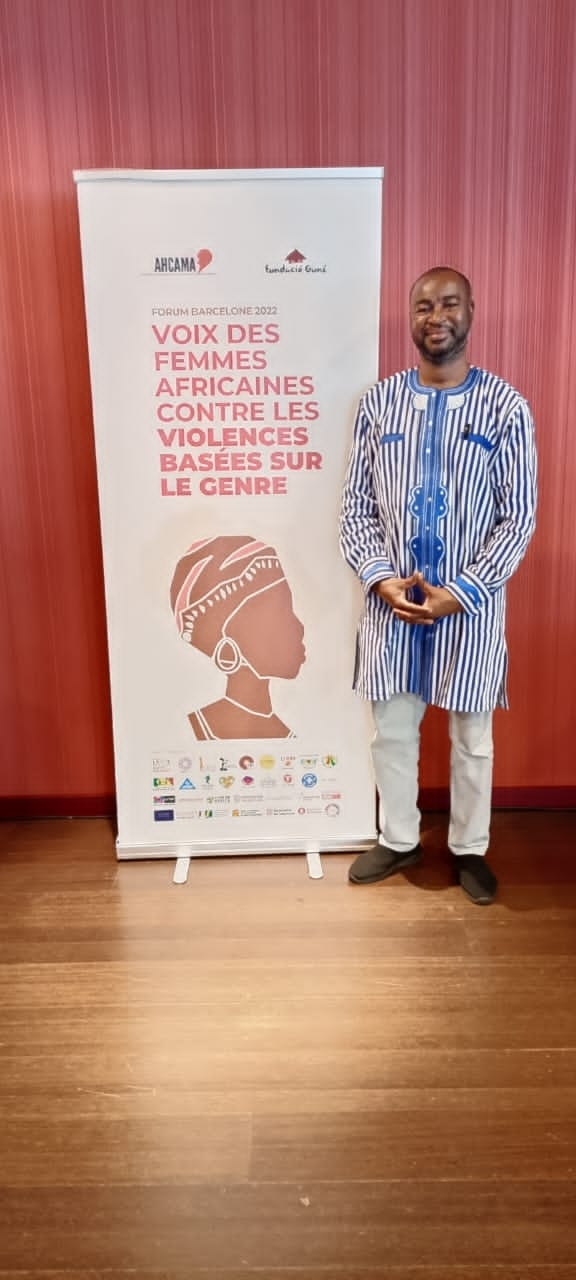 AHCAMA
Fundació Guné
FORUM BARCELONE 2022
VOIX DES
FEMMES
AFRICAINES
CONTRE LES
VIOLENCES
BASÉES SUR
LE GENRE